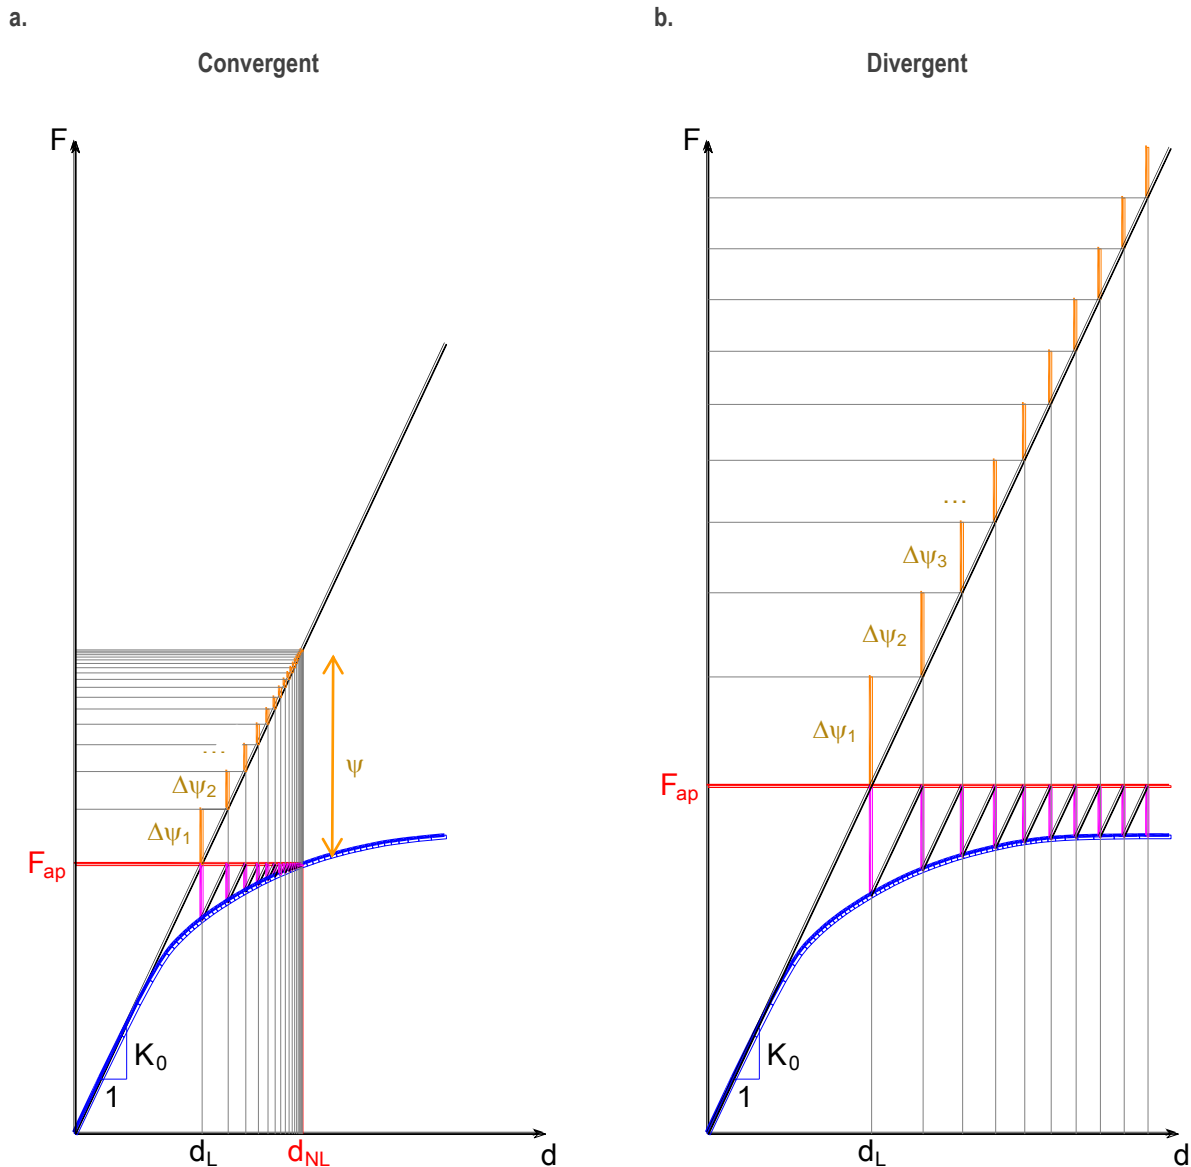 a.
b.
Convergent
Divergent
F
F
...
Δψ3
Δψ2
Δψ1
Fap
ψ
...
Δψ2
Δψ1
Fap
K0
1
K0
1
dL
dNL
d
dL
d